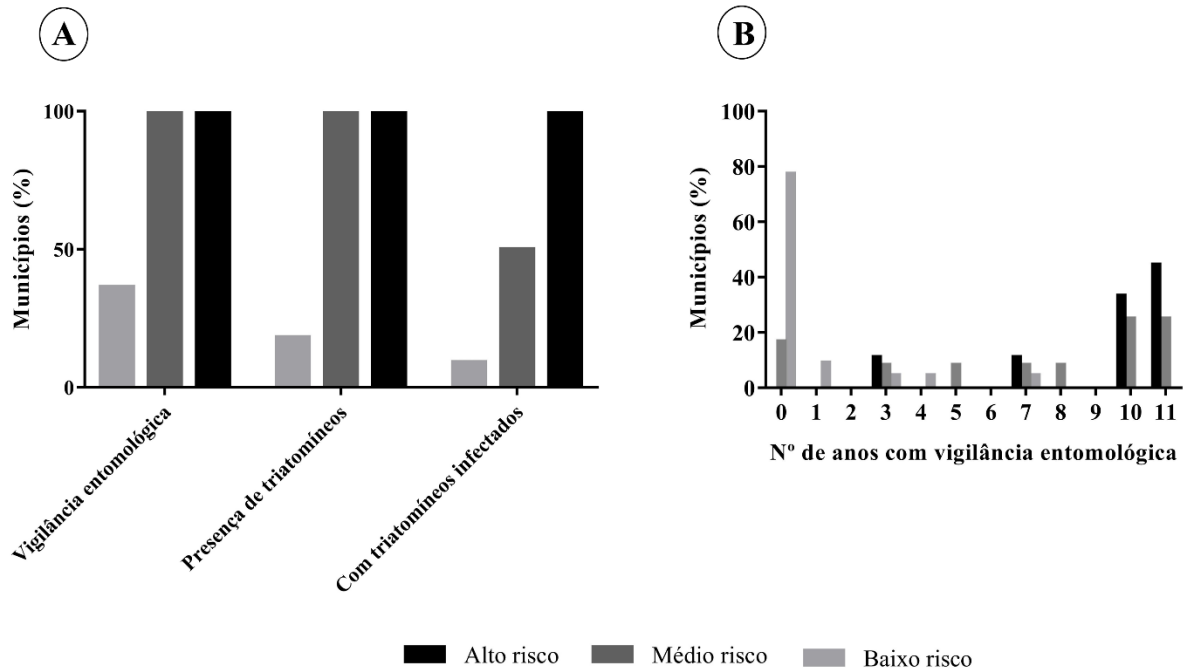 A
Municípios (%)
100
50
0
Vigilância entomológica
Presença de triatomíneos
Com triatomíneos infectados
B
Municípios (%)
100
80
60
40
20
0
0 1 2 3 4 5 6 7 8 9 10 11
Nº de anos com vigilância entomológica
Alto risco Médio risco Baixo risco